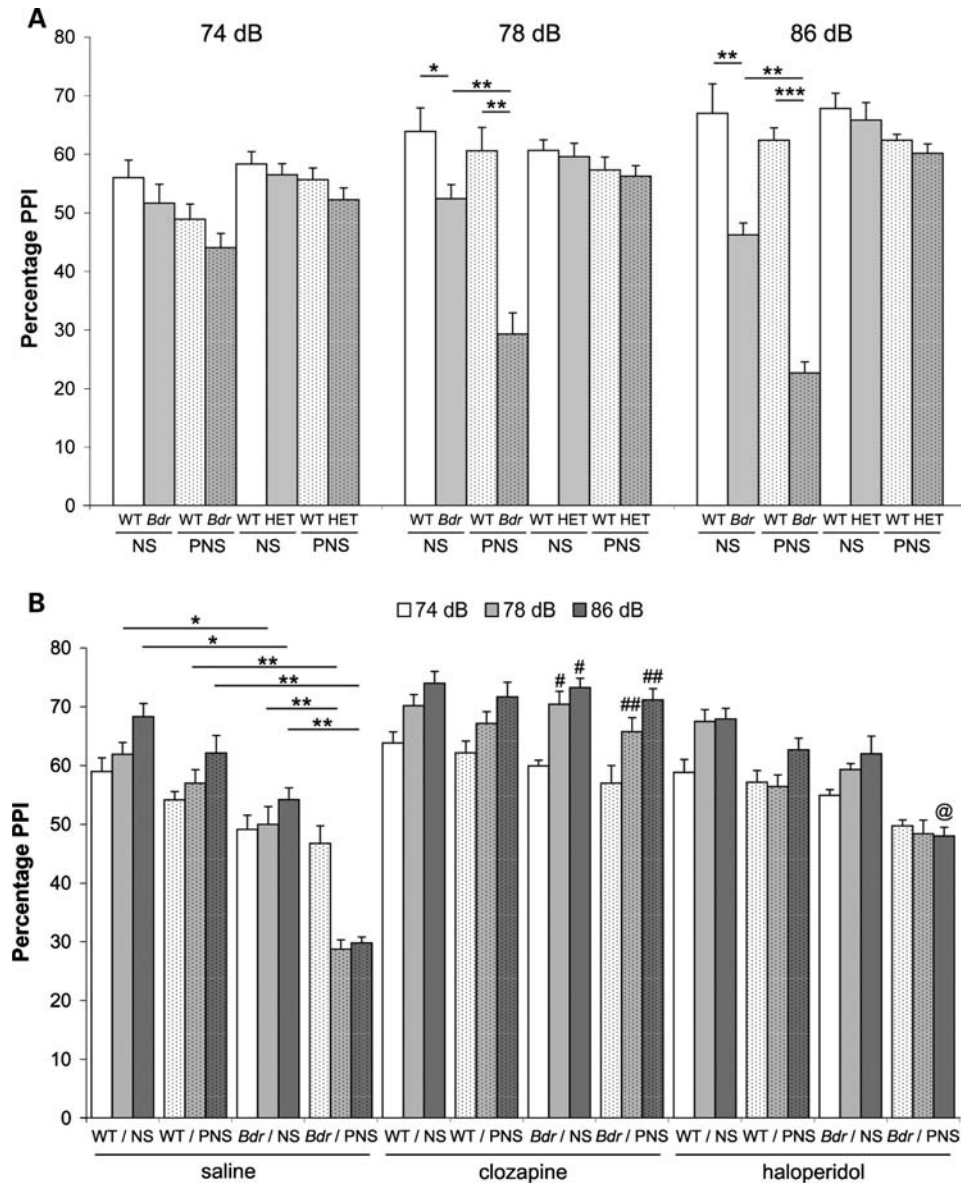 A
74 dB 78 dB 86 dB
80
70
60
50
40
30
20
10
0
Percentage PPI
* ** **
** ** ***
WT Bdr WT Bdr WT HET WT HET WT Bdr WT Bdr WT HET WT HET WT Bdr WT Bdr WT HET WT HET
NS PNS NS PNS NS PNS NS PNS NS PNS NS PNS
B
74 dB 78 dB 86 dB
80
70
60
50
40
30
20
10
0
Percentage PPI
*
*
**
**
**
**
# # ## ##
@
WT / NS WT / PNS Bdr / NS Bdr / PNS WT / NS WT / PNS Bdr / NS Bdr / PNS WT / NS WT / PNS Bdr / NS Bdr / PNS
saline clozapine haloperidol